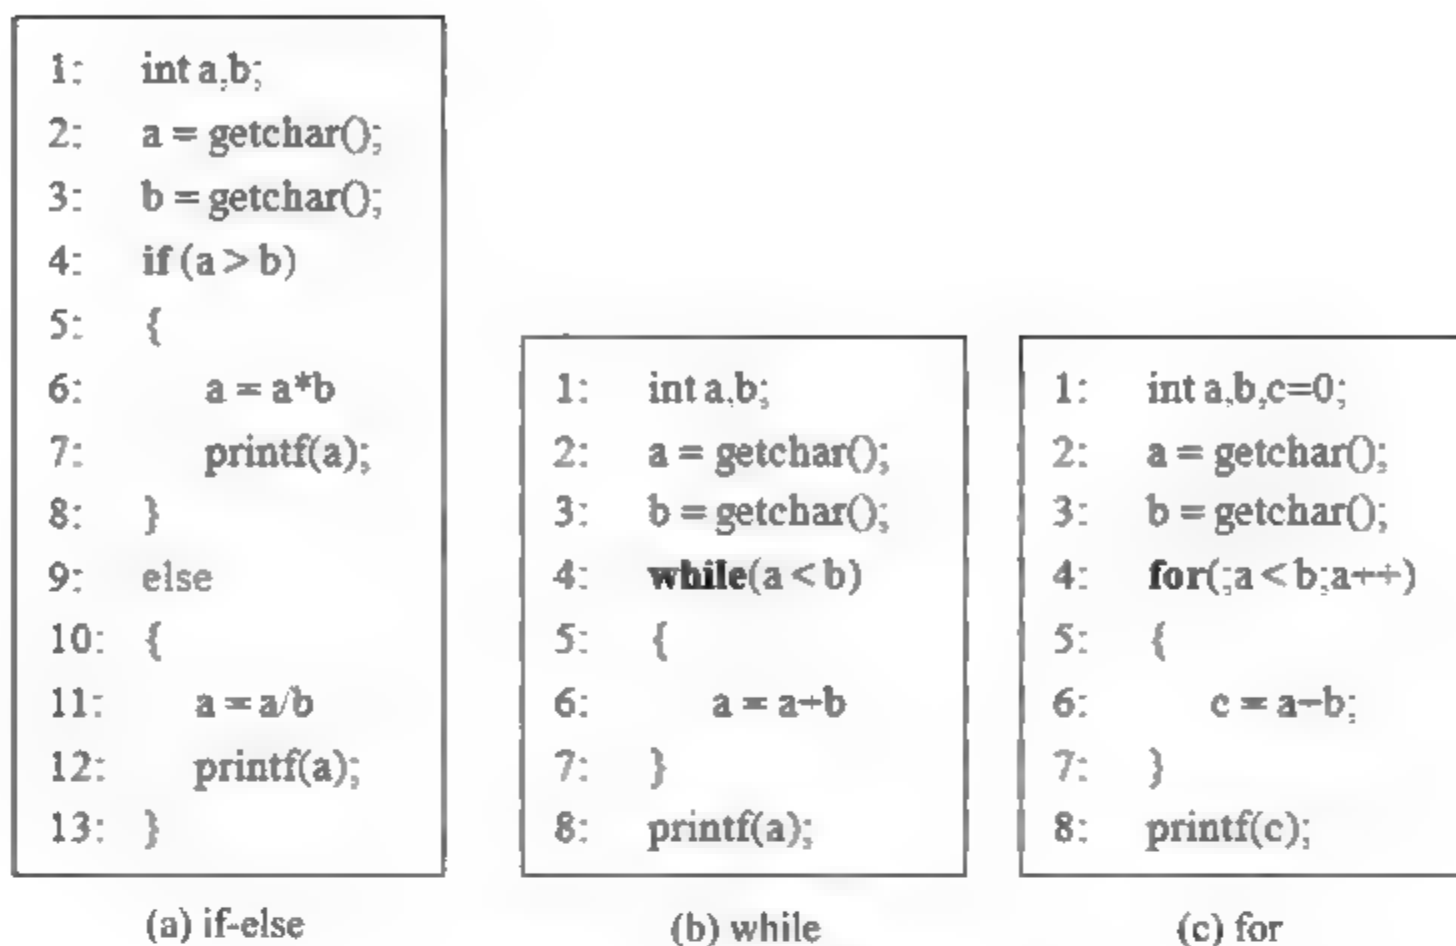 1: int a,b;
2: a = getchar();
3: b = getchar();
4: if (a > b)
5: {
6: a = a*b
7: printf(a);
8: }
9: else
10: {
11: a = a/b
12: printf(a);
13: }
(a) if-else
1: int a,b;
2: a = getchar();
3: b = getchar();
4: while(a < b)
5: {
6: a = a+b
7: }
8: printf(a);
(b) while
1: int a,b,c=0;
2: a = getchar();
3: b = getchar();
4: for(;a < b;a++)
5: {
6: c = a-b;
7: }
8: printf(c);
(c) for